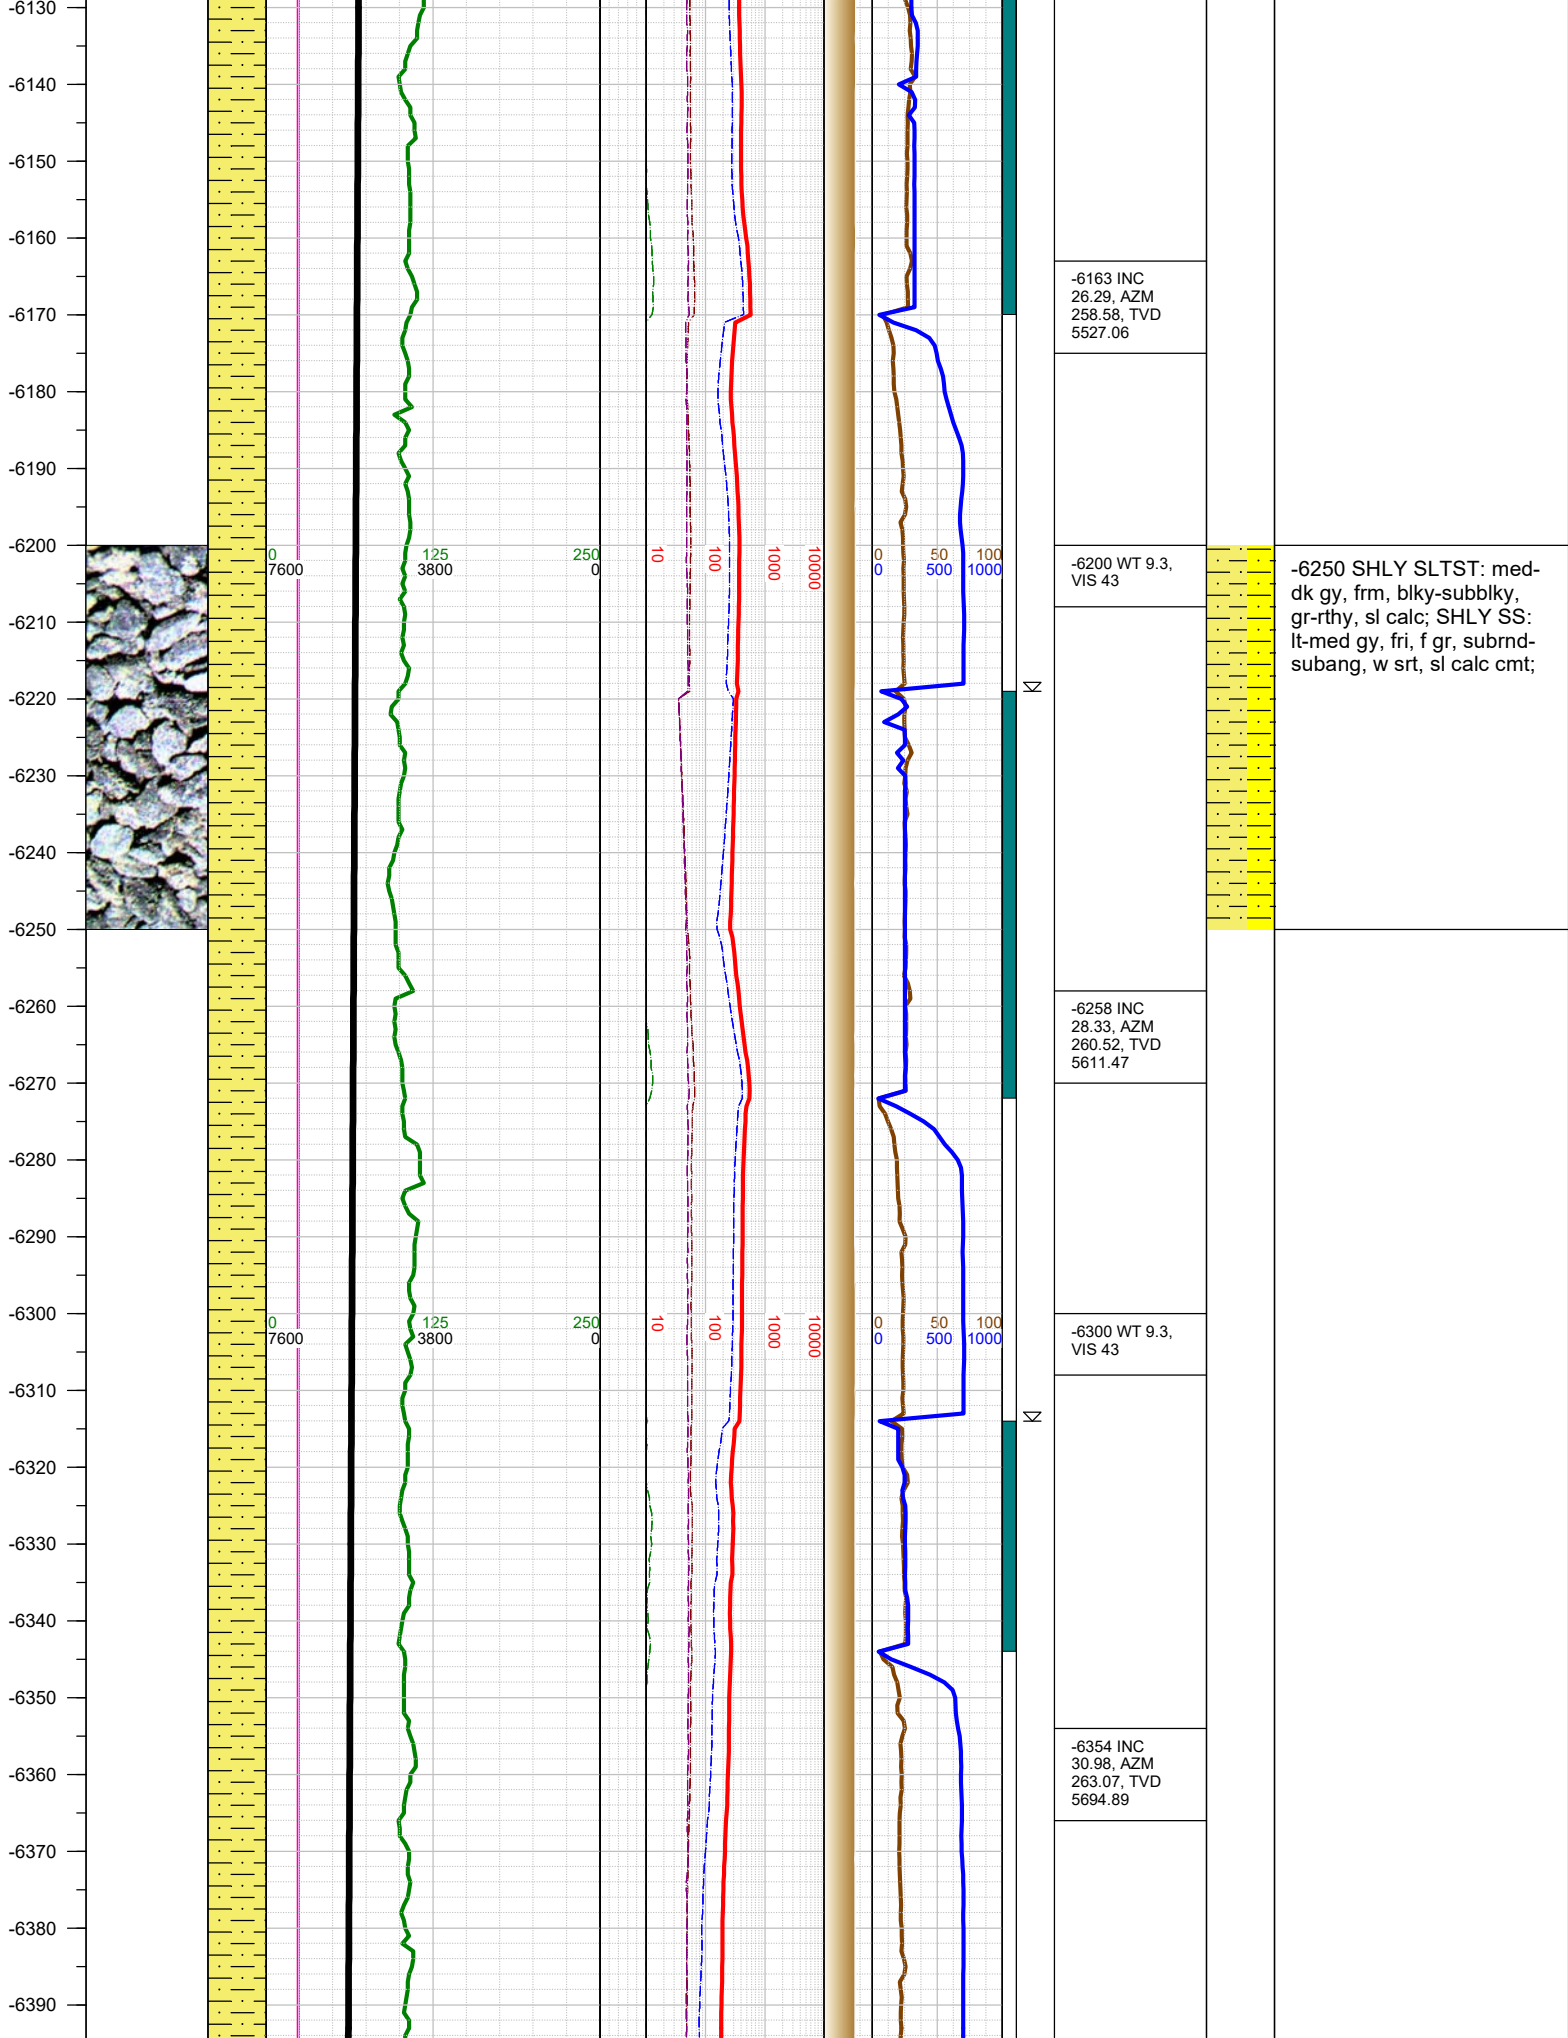 -6130
-6140
-6150
-6160
-6163 INC
26.29, AZM
258.58, TVD
5527.06
-6170
-6180
-6190
-6200
0 125 250
7600 3800 0
10 100 1000 10000
0 50 100
0 500 1000
-6200 WT 9.3,
VIS 43
-6250 SHLY SLTST: med-
dk gy, frm, blky-subblky,
gr-rthy, sl calc; SHLY SS:
lt-med gy, fri, f gr, subrnd-
subang, w srt, sl calc cmt;
-6210
-6220
-6230
-6240
-6250
-6260
-6258 INC
28.33, AZM
260.52, TVD
5611.47
-6270
-6280
-6290
-6300
0 125 250
7600 3800 0
10 100 1000 10000
0 50 100
0 500 1000
-6300 WT 9.3,
VIS 43
-6310
-6320
-6330
-6340
-6350
-6354 INC
30.98, AZM
263.07, TVD
5694.89
-6360
-6370
-6380
-6390